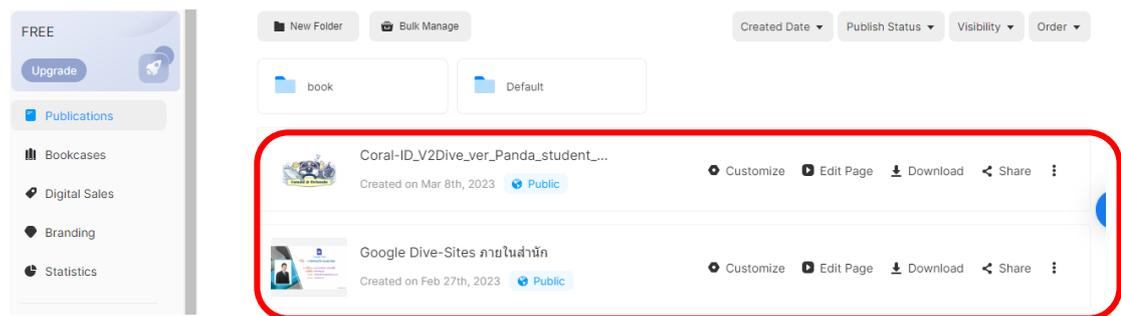 FREE
Upgrade
Publications
Bookcases
Digital Sales
Branding
Statistics
New Folder Bulk Manage Created Date Publish Status Visibility Order
book Default
Coral-ID_V2Dive_ver_Panda_student_...
Created on Mar 8th, 2023 Public
Customize Edit Page Download Share
Google Dive-Sites ภายในสำนัก
Created on Feb 27th, 2023 Public
Customize Edit Page Download Share